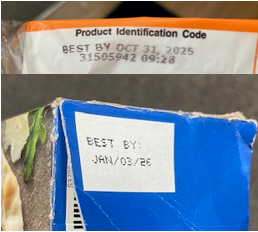 Product Identification Code
BEST BY OCT 31, 2025
31505942 09:28
BEST BY:
JAN/03/26